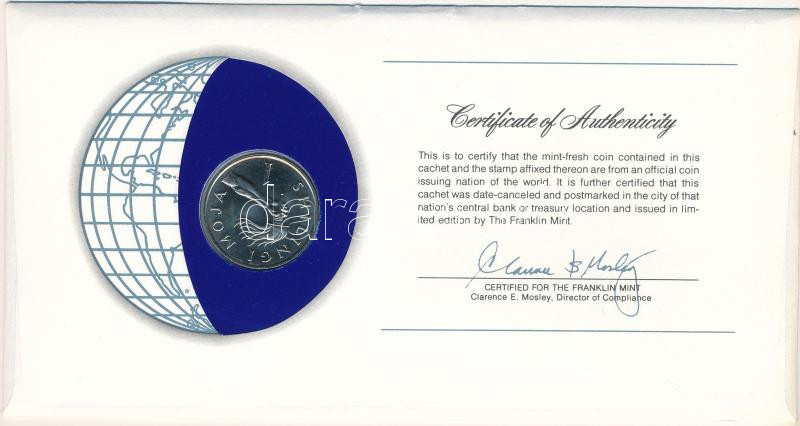 SHILINGI MOJA
1
darabanth
Certificate of Authenticity
This is to certify that the mint-fresh coin contained in this
cachet and the stamp affixed thereon are from an official coin
issuing nation of the world. It is further certified that this
cachet was date-canceled and postmarked in the city of that
nation's central bank or treasury location and issued in lim-
ited edition by The Franklin Mint.
CERTIFIED FOR THE FRANKLIN MINT
Clarence E. Mosley, Director of Compliance